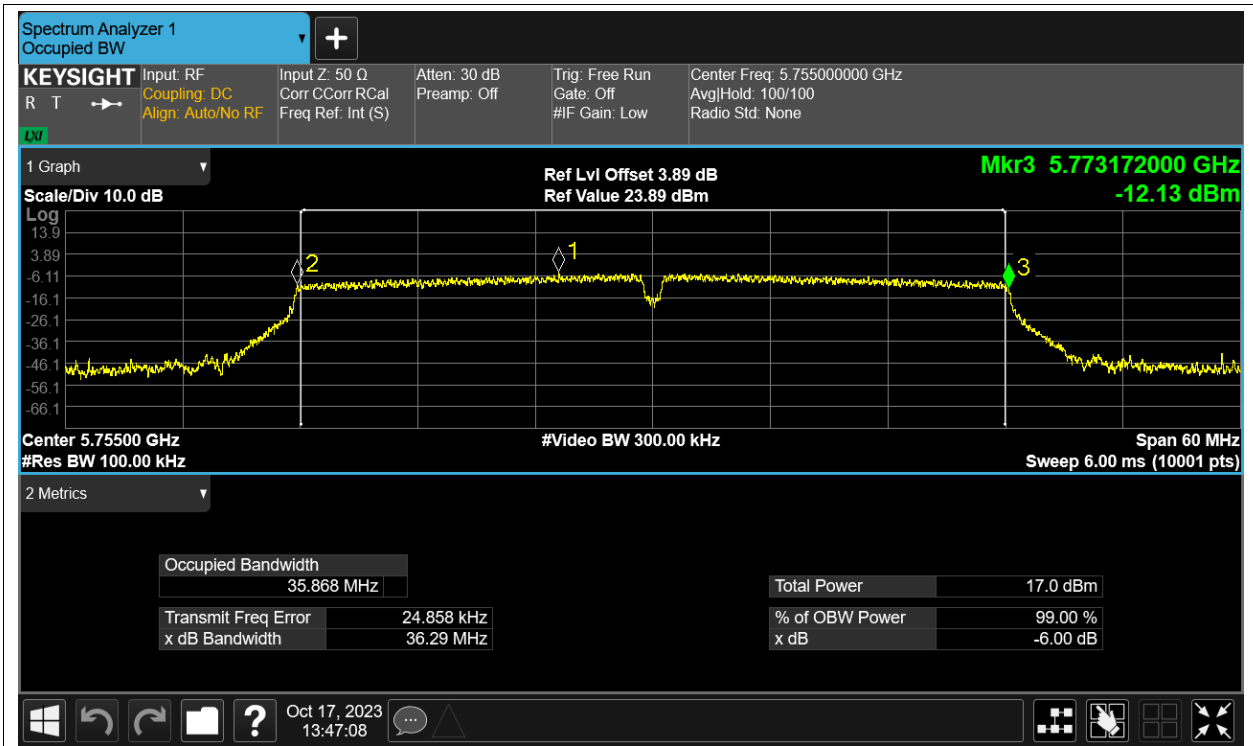 Spectrum Analyzer 1
Occupied BW
KEYSIGHT
R T
LXI
Input: RF
Coupling: DC
Align: Auto/No RF
Input Z: 50 Ω
Corr CCorr RCal
Freq Ref: Int (S)
Atten: 30 dB
Preamp: Off
Trig: Free Run
Gate: Off
#IF Gain: Low
Center Freq: 5.755000000 GHz
Avg|Hold: 100/100
Radio Std: None
1 Graph
Scale/Div 10.0 dB
Ref Lvl Offset 3.89 dB
Ref Value 23.89 dBm
Mkr3 5.773172000 GHz
-12.13 dBm
Log
13.9
3.89
-6.11
-16.1
-26.1
-36.1
-46.1
-56.1
-66.1
2
1
3
Center 5.75500 GHz
#Video BW 300.00 kHz
Span 60 MHz
#Res BW 100.00 kHz
Sweep 6.00 ms (10001 pts)
2 Metrics
Occupied Bandwidth
35.868 MHz
Total Power 17.0 dBm
Transmit Freq Error 24.858 kHz
% of OBW Power 99.00 %
x dB Bandwidth 36.29 MHz
x dB -6.00 dB
?
Oct 17, 2023
13:47:08